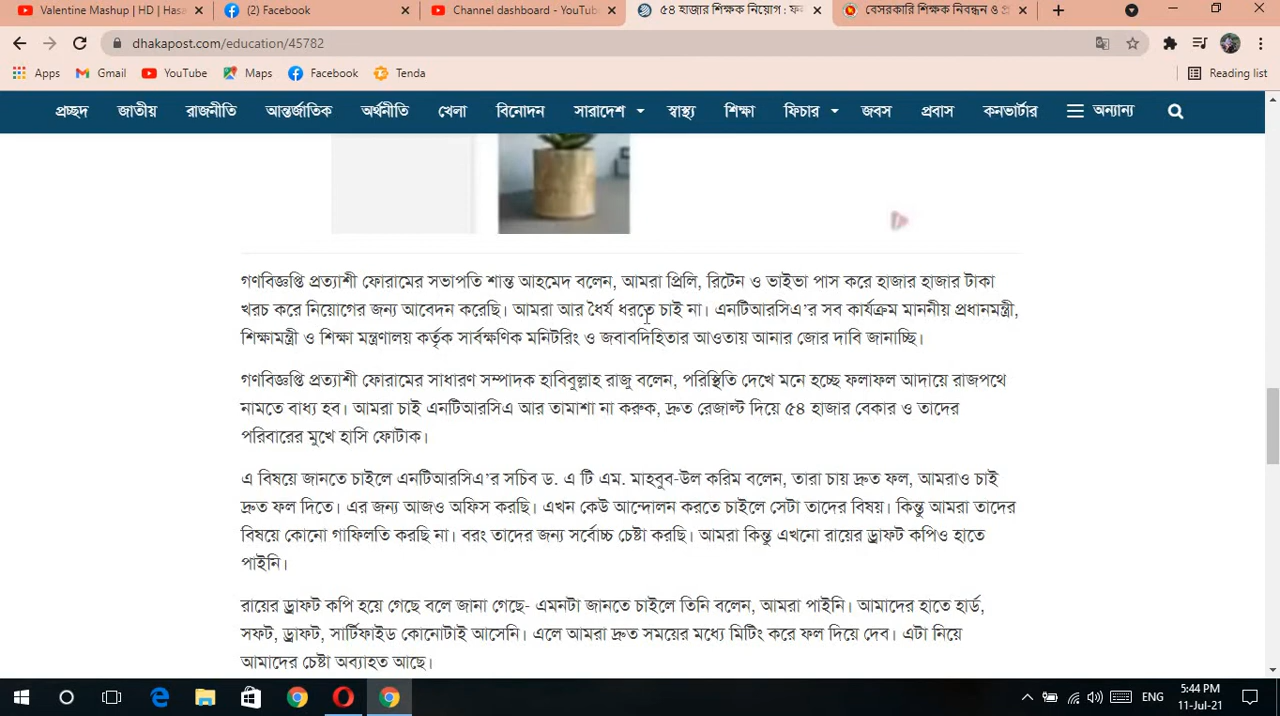 Valentine Mashup | HD | Hasa
(2) Facebook
Channel dashboard - YouTube
৫৪ হাজার শিক্ষক নিয়োগ : ফল
বেসরকারি শিক্ষক নিবন্ধন ও প্র
dhakapost.com/education/45782
Apps Gmail YouTube Maps Facebook Tenda Reading list
প্রচ্ছদ জাতীয় রাজনীতি আন্তর্জাতিক অর্থনীতি খেলা বিনোদন সারাদেশ স্বাস্থ্য শিক্ষা ফিচার জবস প্রবাস কনভার্টার অন্যান্য
গণবিজ্ঞপ্তি প্রত্যাশী ফোরামের সভাপতি শান্ত আহমেদ বলেন, আমরা প্রিলি, রিটেন ও ভাইভা পাস করে হাজার হাজার টাকা
খরচ করে নিয়োগের জন্য আবেদন করেছি। আমরা আর ধৈর্য ধরতে চাই না। এনটিআরসিএ’র সব কার্যক্রম মাননীয় প্রধানমন্ত্রী,
শিক্ষামন্ত্রী ও শিক্ষা মন্ত্রণালয় কর্তৃক সার্বক্ষণিক মনিটরিং ও জবাবদিহিতার আওতায় আনার জোর দাবি জানাচ্ছি।
গণবিজ্ঞপ্তি প্রত্যাশী ফোরামের সাধারণ সম্পাদক হাবিবুল্লাহ রাজু বলেন, পরিস্থিতি দেখে মনে হচ্ছে ফলাফল আদায়ে রাজপথে
নামতে বাধ্য হব। আমরা চাই এনটিআরসিএ আর তামাশা না করুক, দ্রুত রেজাল্ট দিয়ে ৫৪ হাজার বেকার ও তাদের
পরিবারের মুখে হাসি ফোটাক।
এ বিষয়ে জানতে চাইলে এনটিআরসিএ’র সচিব ড. এ টি এম. মাহবুব-উল করিম বলেন, তারা চায় দ্রুত ফল, আমরাও চাই
দ্রুত ফল দিতে। এর জন্য আজও অফিস করছি। এখন কেউ আন্দোলন করতে চাইলে সেটা তাদের বিষয়। কিন্তু আমরা তাদের
বিষয়ে কোনো গাফিলতি করছি না। বরং তাদের জন্য সর্বোচ্চ চেষ্টা করছি। আমরা কিন্তু এখনো রায়ের ড্রাফট কপিও হাতে
পাইনি।
রায়ের ড্রাফট কপি হয়ে গেছে বলে জানা গেছে- এমনটা জানতে চাইলে তিনি বলেন, আমরা পাইনি। আমাদের হাতে হার্ড,
সফট, ড্রাফট, সার্টিফাইড কোনোটাই আসেনি। এলে আমরা দ্রুত সময়ের মধ্যে মিটিং করে ফল দিয়ে দেব। এটা নিয়ে
আমাদের চেষ্টা অব্যাহত আছে।
ENG
5:44 PM
11-Jul-21